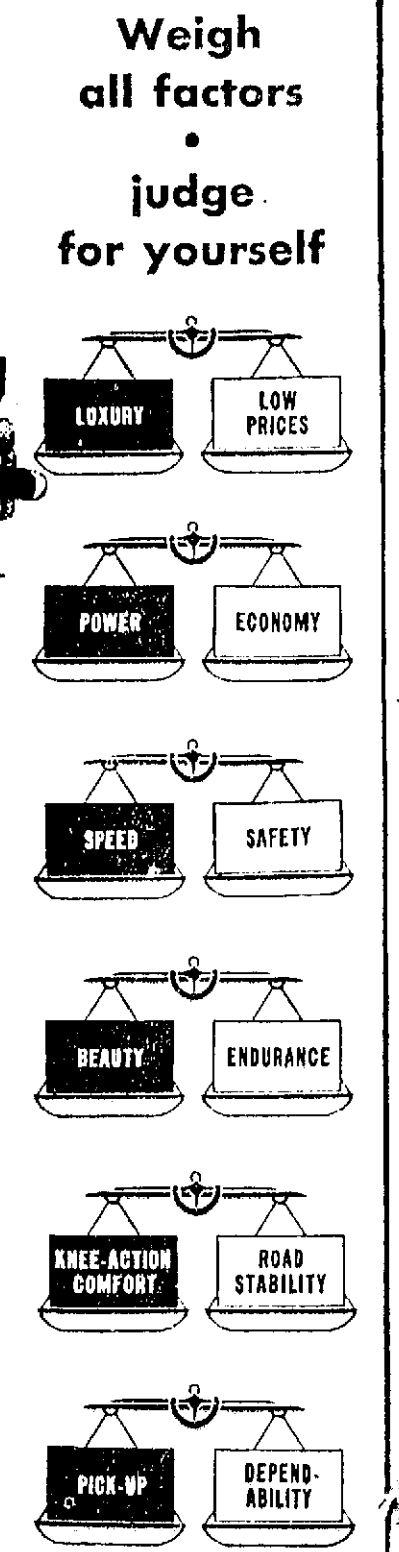 Weigh
all factors
•
judge
for yourself
LUXURY
LOW
PRICES
POWER
ECONOMY
SPEED
SAFETY
BEAUTY
ENDURANCE
KNEE-ACTION
COMFORT
ROAD
STABILITY
PICK-UP
DEPEND-
ABILITY